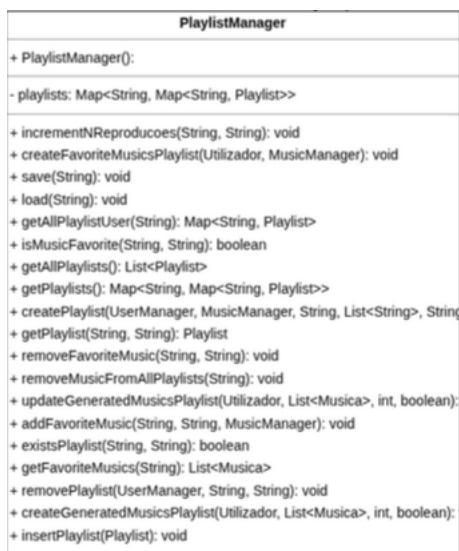 PlaylistManager
+ PlaylistManager():
- playlists: Map<String, Map<String, Playlist>>
+ incrementNReproducoes(String, String): void
+ createFavoriteMusicsPlaylist(Utilizador, MusicManager): void
+ save(String): void
+ load(String): void
+ getAllPlaylistUser(String): Map<String, Playlist>
+ isMusicFavorite(String, String): boolean
+ getAllPlaylists(): List<Playlist>
+ getPlaylists(): Map<String, Map<String, Playlist>>
+ createPlaylist(UserManager, MusicManager, String, List<String>, String
+ getPlaylist(String, String): Playlist
+ removeFavoriteMusic(String, String): void
+ removeMusicFromAllPlaylists(String): void
+ updateGeneratedMusicsPlaylist(Utilizador, List<Musica>, int, boolean):
+ addFavoriteMusic(String, String, MusicManager): void
+ existsPlaylist(String, String): boolean
+ getFavoriteMusics(String): List<Musica>
+ removePlaylist(UserManager, String, String): void
+ createGeneratedMusicsPlaylist(Utilizador, List<Musica>, int, boolean):
+ insertPlaylist(Playlist): void